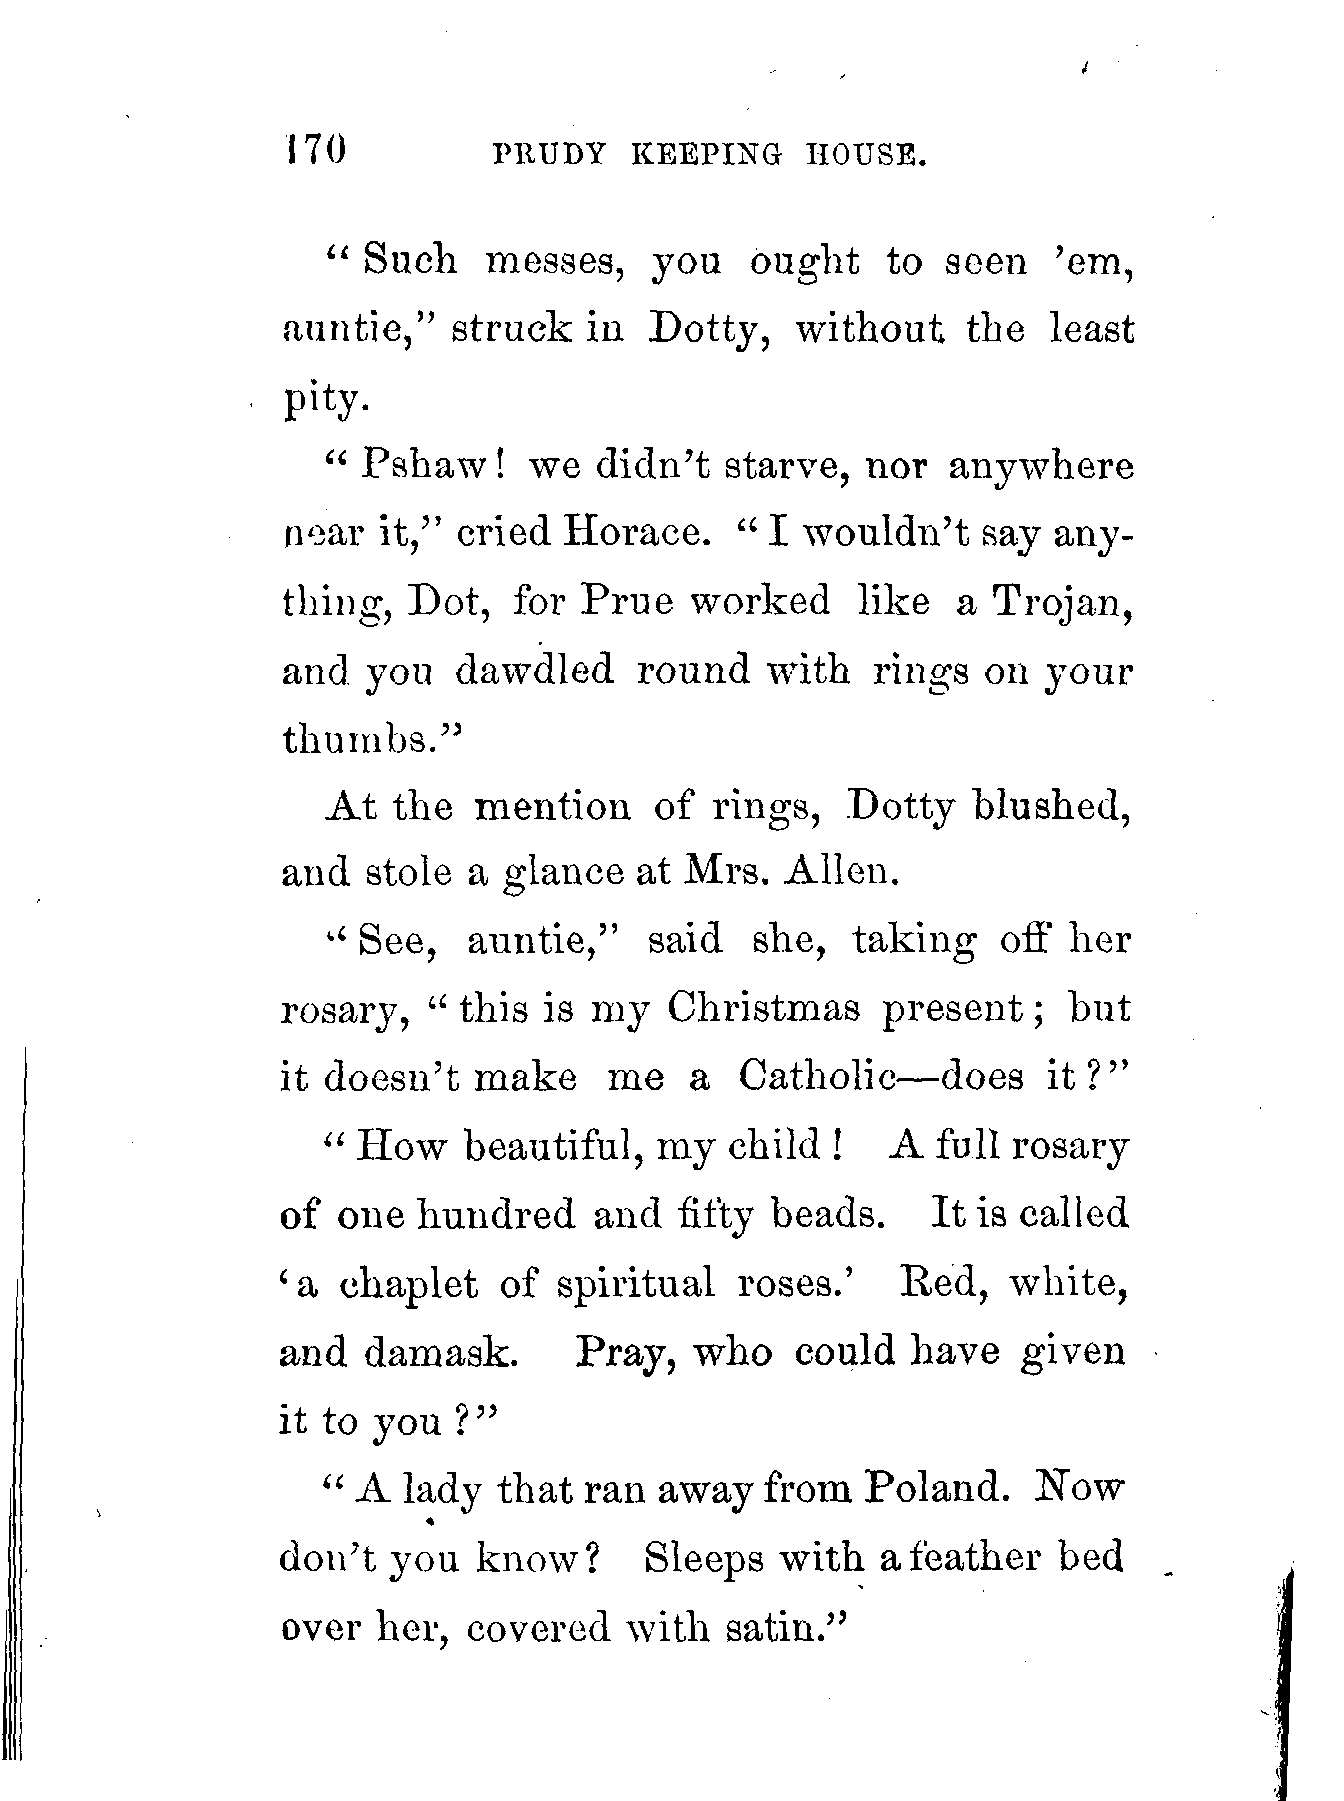 170 PRUDY KEEPING HOUSE.
“ Such messes, you ought to seen ’em,
auntie,” struck in Dotty, without the least
pity.
“ Pshaw! we didn’t starve, nor anywhere
near it,” cried Horace. “ I wouldn’t say any-
thing, Dot, for Prue worked like a Trojan,
and you dawdled round with rings on your
thumbs.”
At the mention of rings, Dotty blushed,
and stole a glance at Mrs. Allen.
“ See, auntie,” said she, taking off her
rosary, “ this is my Christmas present; but
it doesn’t make me a Catholic—does it?”
“ How beautiful, my child! A full rosary
of one hundred and fifty beads. It is called
‘a chaplet of spiritual roses.’ Red, white,
and damask. Pray, who could have given
it to you?”
“ A lady that ran away from Poland. Now
don’t you know? Sleeps with a feather bed
over her, covered with satin.”